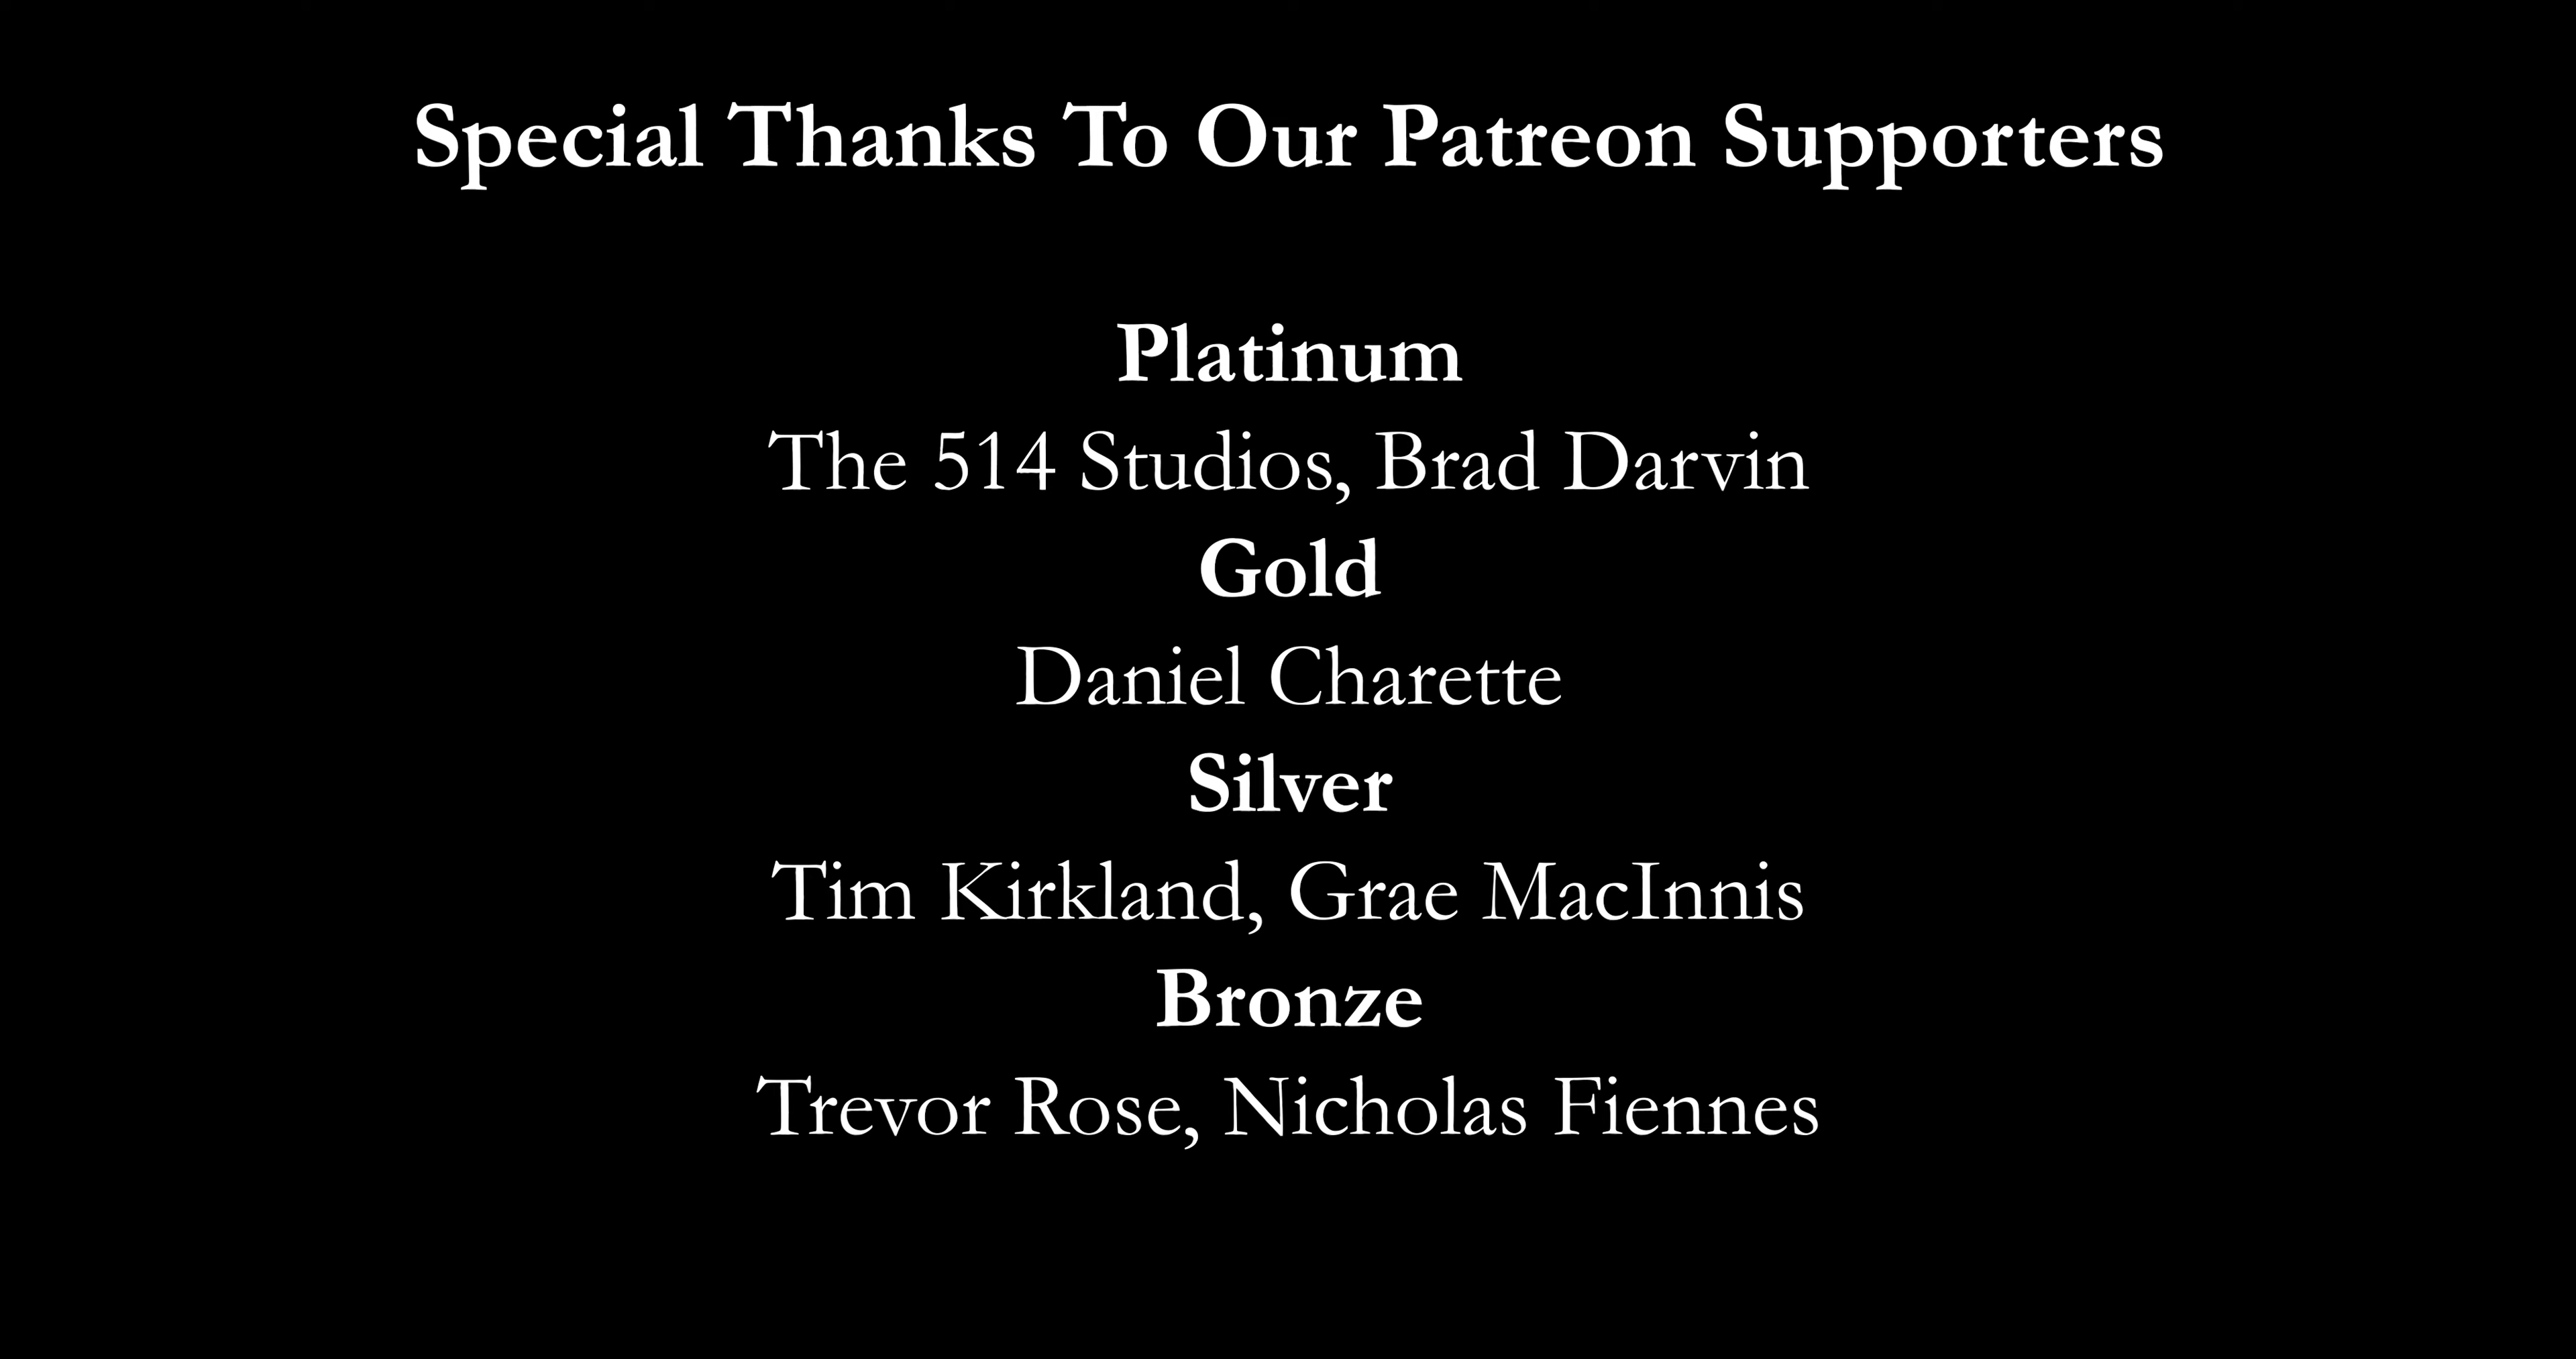 Special Thanks To Our Patreon Supporters
Platinum
The 514 Studios, Brad Darvin
Gold
Daniel Charette
Silver
Tim Kirkland, Grae MacInnis
Bronze
Trevor Rose, Nicholas Fiennes